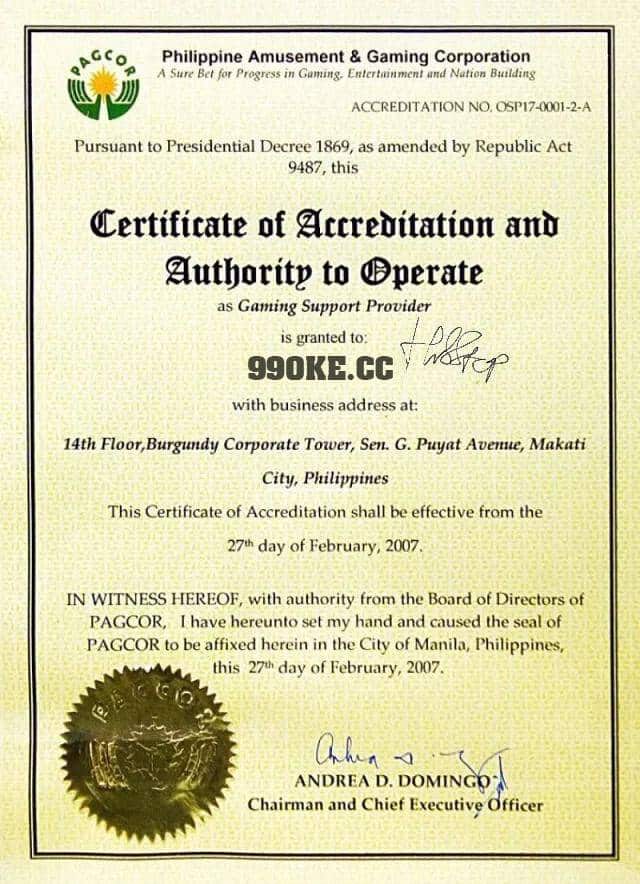 PAGCOR
Philippine Amusement & Gaming Corporation
A Sure Bet for Progress in Gaming, Entertainment and Nation Building
ACCREDITATION NO. OSP17-0001-2-A
Pursuant to Presidential Decree 1869, as amended by Republic Act
9487, this
Certificate of Accreditation and
Authority to Operate
as Gaming Support Provider
is granted to:
99OKE.CC
with business address at:
14th Floor,Burgundy Corporate Tower, Sen. G. Puyat Avenue, Makati
City, Philippines
This Certificate of Accreditation shall be effective from the
27th day of February, 2007.
IN WITNESS HEREOF, with authority from the Board of Directors of
PAGCOR, I have hereunto set my hand and caused the seal of
PAGCOR to be affixed herein in the City of Manila, Philippines,
this 27th day of February, 2007.
PAGCOR
ANDREA D. DOMINGO
Chairman and Chief Executive Officer